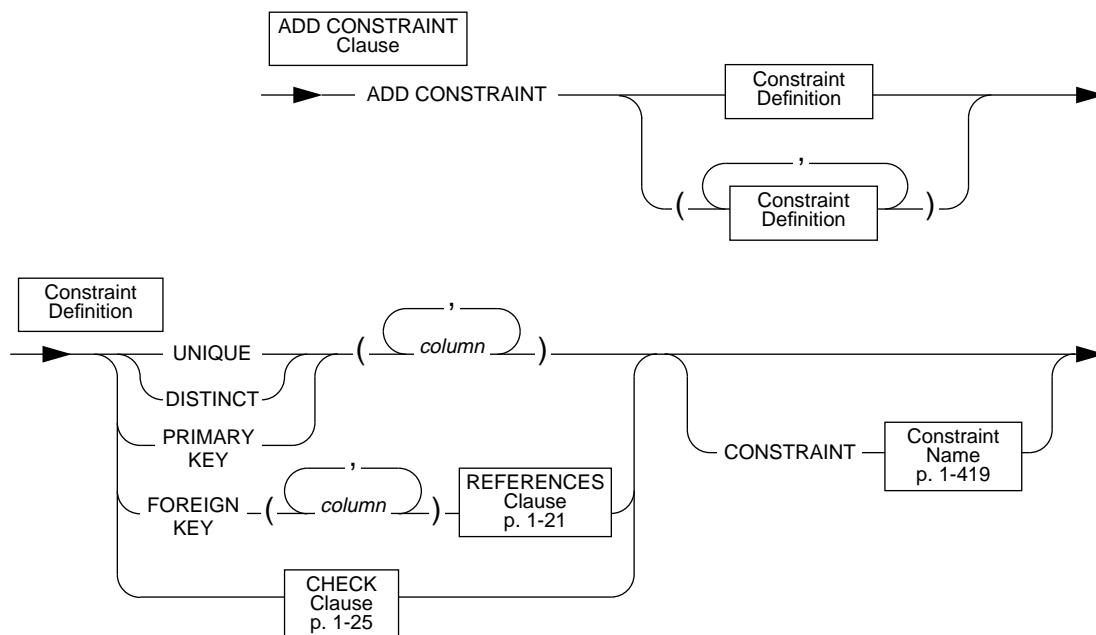 ADD CONSTRAINT
Clause
ADD CONSTRAINT
Constraint
Definition
,
(
Constraint
Definition
)
Constraint
Definition
UNIQUE
DISTINCT
PRIMARY
KEY
,
( column )
FOREIGN
KEY
,
( column )
REFERENCES
Clause
p. 1-21
CHECK
Clause
p. 1-25
CONSTRAINT
Constraint
Name
p. 1-419